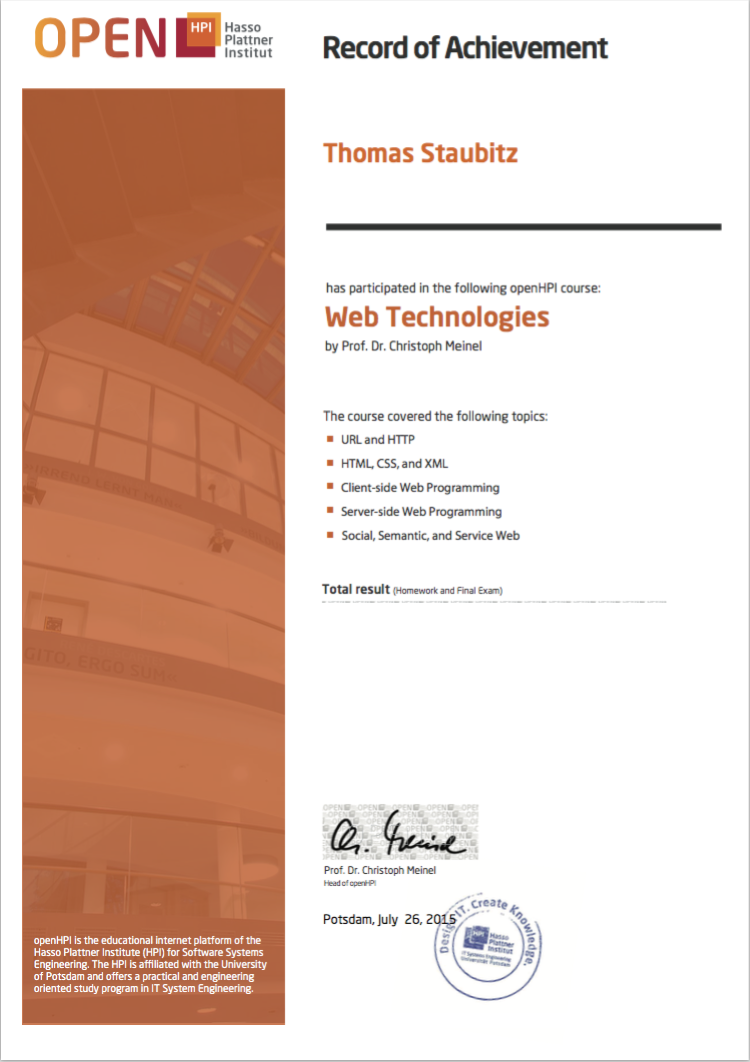 OPEN HPI Hasso
Plattner
Institut
Record of Achievement
Thomas Staubitz
has participated in the following openHPI course:
Web Technologies
by Prof. Dr. Christoph Meinel
The course covered the following topics:
URL and HTTP
HTML, CSS, and XML
Client-side Web Programming
Server-side Web Programming
Social, Semantic, and Service Web
Total result (Homework and Final Exam)
Prof. Dr. Christoph Meinel
Head of openHPI
Potsdam, July 26, 2015
Design IT. Create Knowledge.
HPI Hasso
Plattner
Institut
IT Systems Engineering
Universität Potsdam
IRREND LERNT MAN
GITO, ERGO SUM
openHPI is the educational internet platform of the
Hasso Plattner Institute (HPI) for Software Systems
Engineering. The HPI is affiliated with the University
of Potsdam and offers a practical and engineering
oriented study program in IT System Engineering.